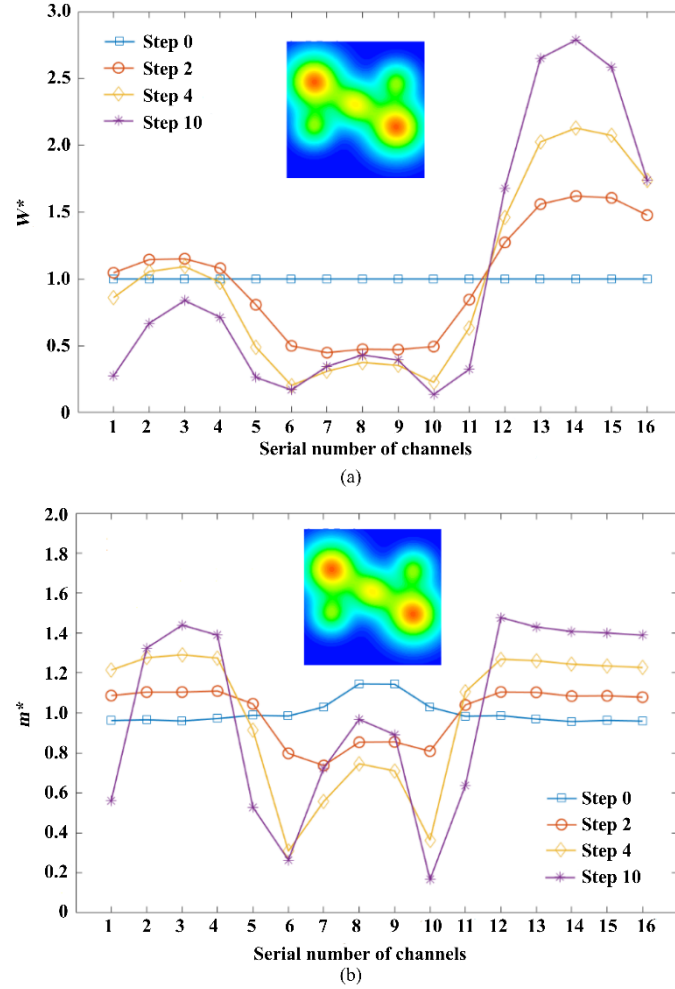 3.0
Step 0
Step 2
2.5
Step 4
Step 10
2.0
W*
1.5
1.0
0.5
0
1 2 3 4 5 6 7 8 9 10 11 12 13 14 15 16
Serial number of channels
(a)
2.0
1.8
1.6
1.4
1.2
m*
1.0
0.8
0.6
Step 0
Step 2
0.4
Step 4
0.2
Step 10
0
1 2 3 4 5 6 7 8 9 10 11 12 13 14 15 16
Serial number of channels
(b)